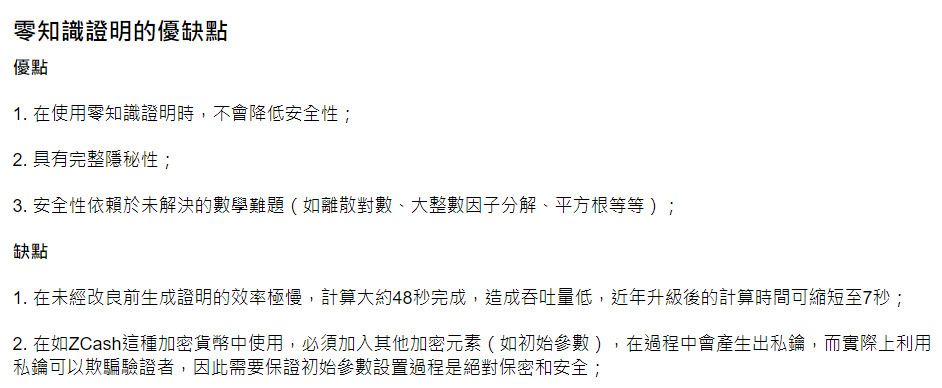 零知識證明的優缺點
優點
1. 在使用零知識證明時，不會降低安全性；
2. 具有完整隱秘性；
3. 安全性依賴於未解決的數學難題（如離散對數、大整數因子分解、平方根等等）；
缺點
1. 在未經改良前生成證明的效率極慢，計算大約48秒完成，造成吞吐量低，近年升級後的計算時間可縮短至7秒；
2. 在如ZCash這種加密貨幣中使用，必須加入其他加密元素（如初始參數），在過程中會產生出私鑰，而實際上利用
私鑰可以欺騙驗證者，因此需要保證初始參數設置過程是絕對保密和安全；